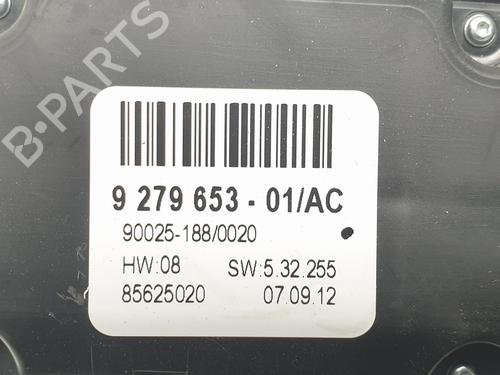 B-PARTS
9 279 653 - 01/AC
90025-188/0020
HW:08 SW:5.32.255
85625020 07.09.12